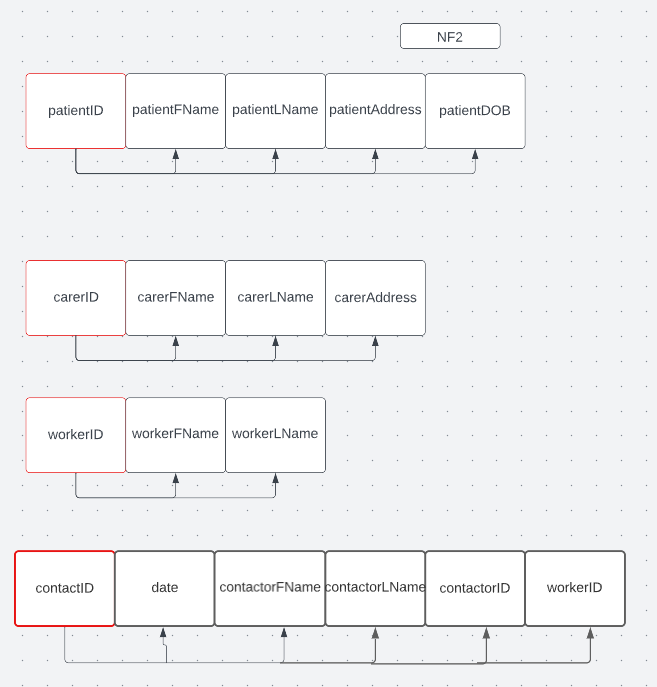 NF2
patientID
patientFName
patientLName
patientAddress
patientDOB
carerID
carerFName
carerLName
carerAddress
workerID
workerFName
workerLName
contactID
date
contactorFName
contactorLName
contactorID
workerID